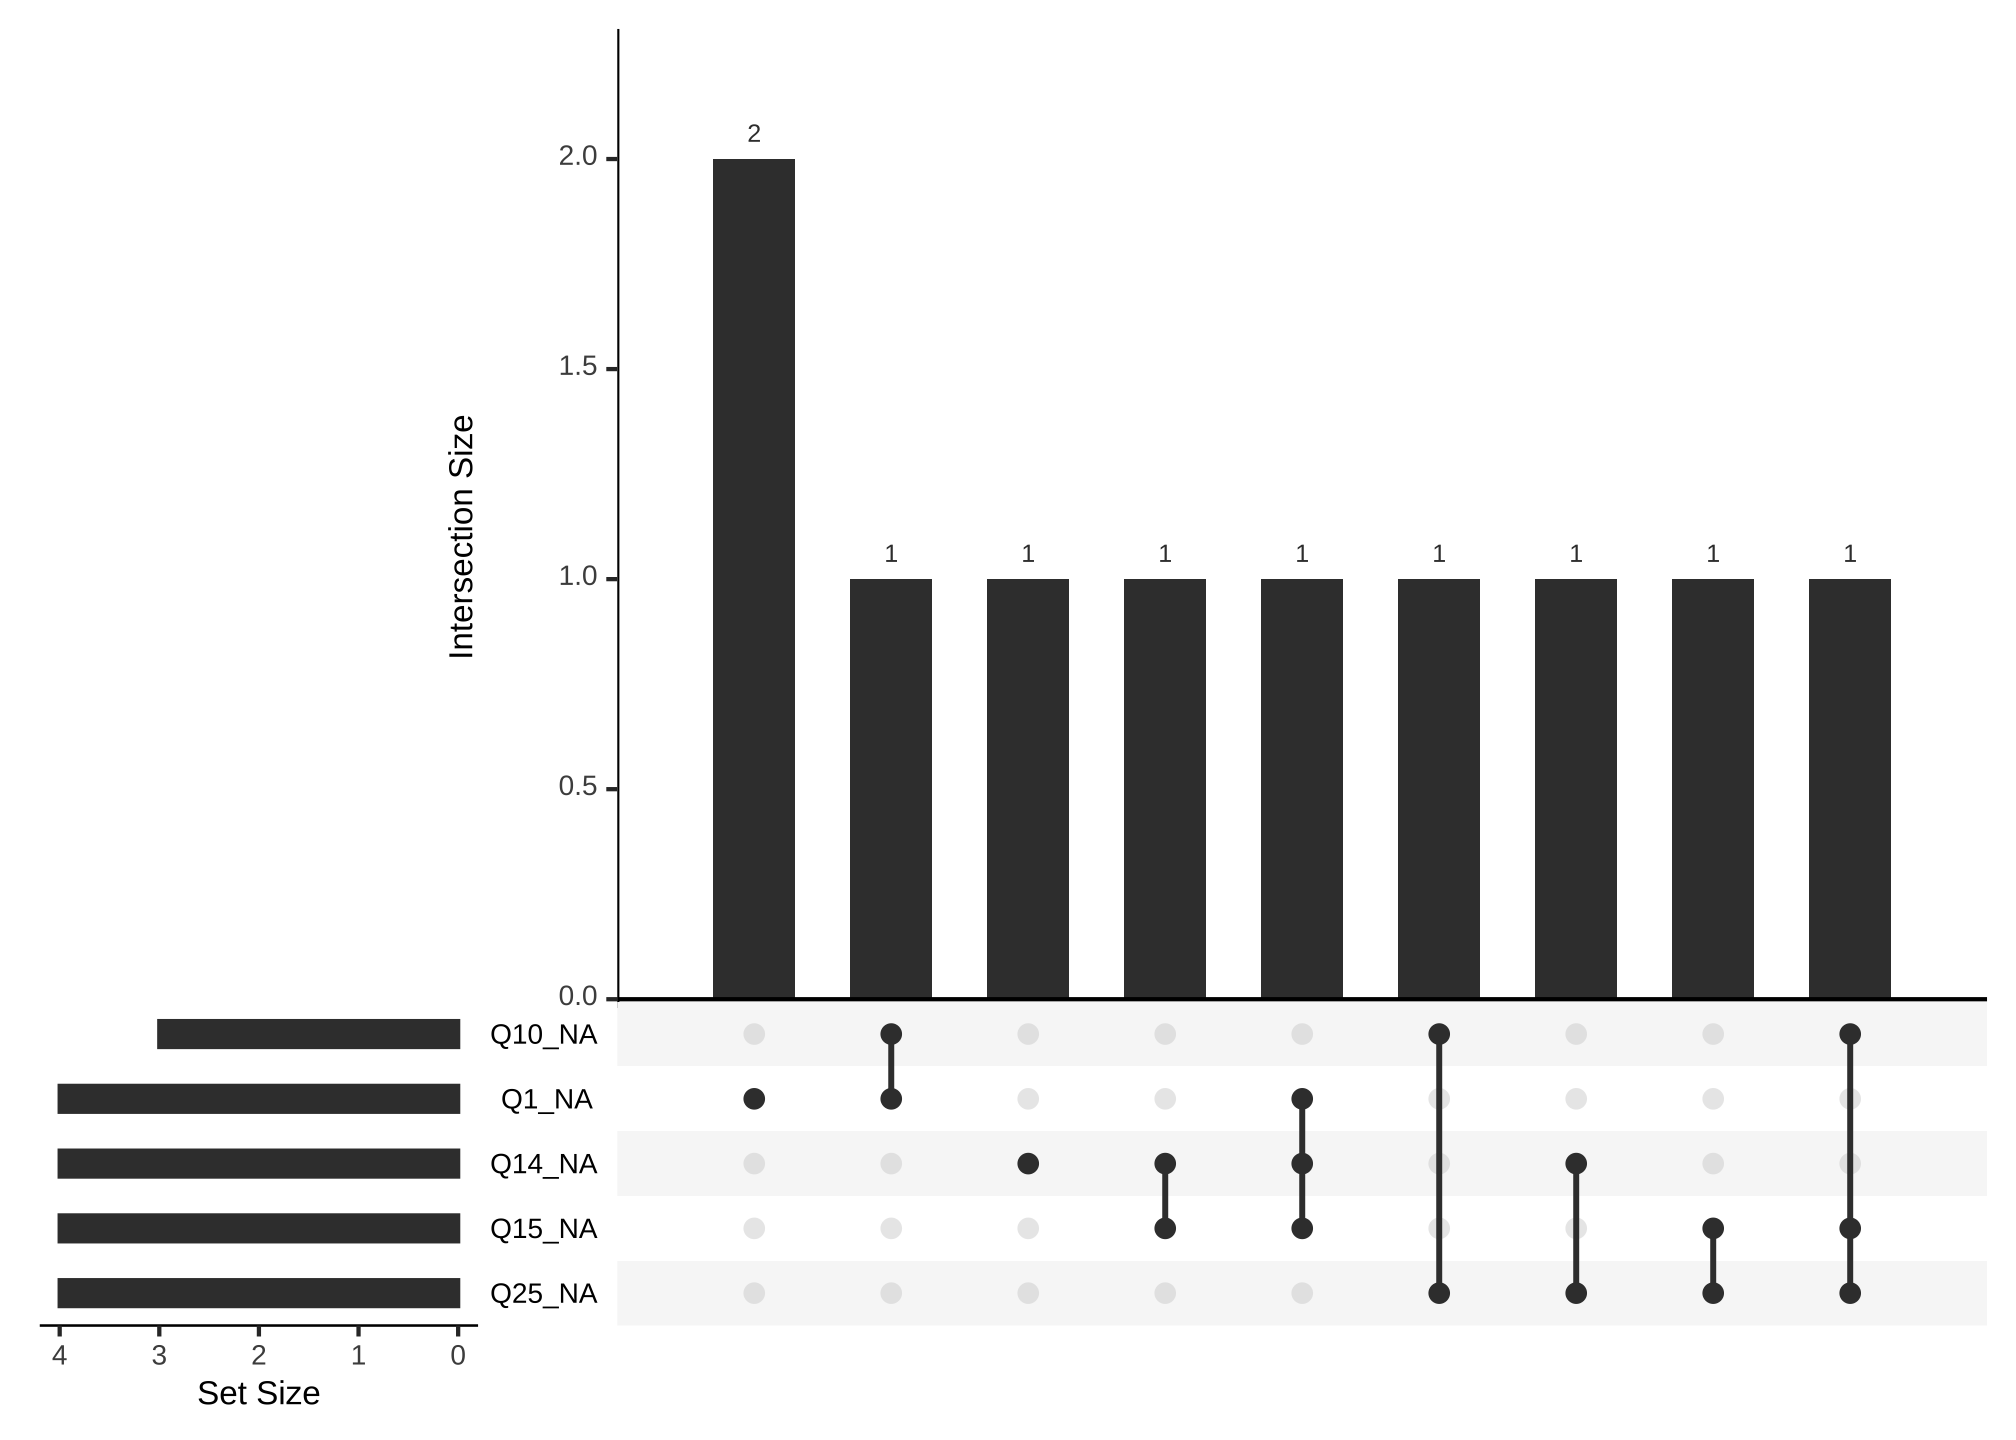 2
2.0
1.5
Intersection Size
1 1 1 1 1 1 1 1
1.0
0.5
0.0
Q10_NA
Q1_NA
Q14_NA
Q15_NA
Q25_NA
4 3 2 1 0
Set Size